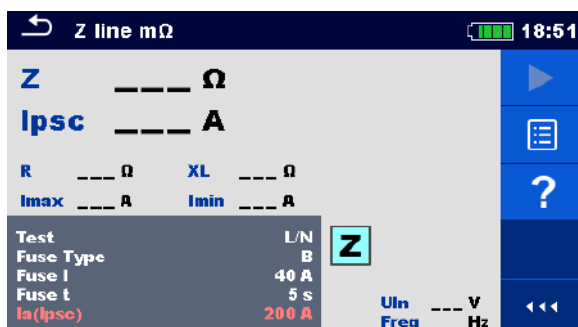 Z line mΩ 18:51
Z ___ Ω
Ipsc ___ A
R ___ Ω XL ___ Ω
Imax ___ A Imin ___ A
Test L/N
Fuse Type B
Fuse I 40 A
Fuse t 5 s
Ia(Ipsc) 200 A
Z
Uln ___ V
Freq ___ Hz
?